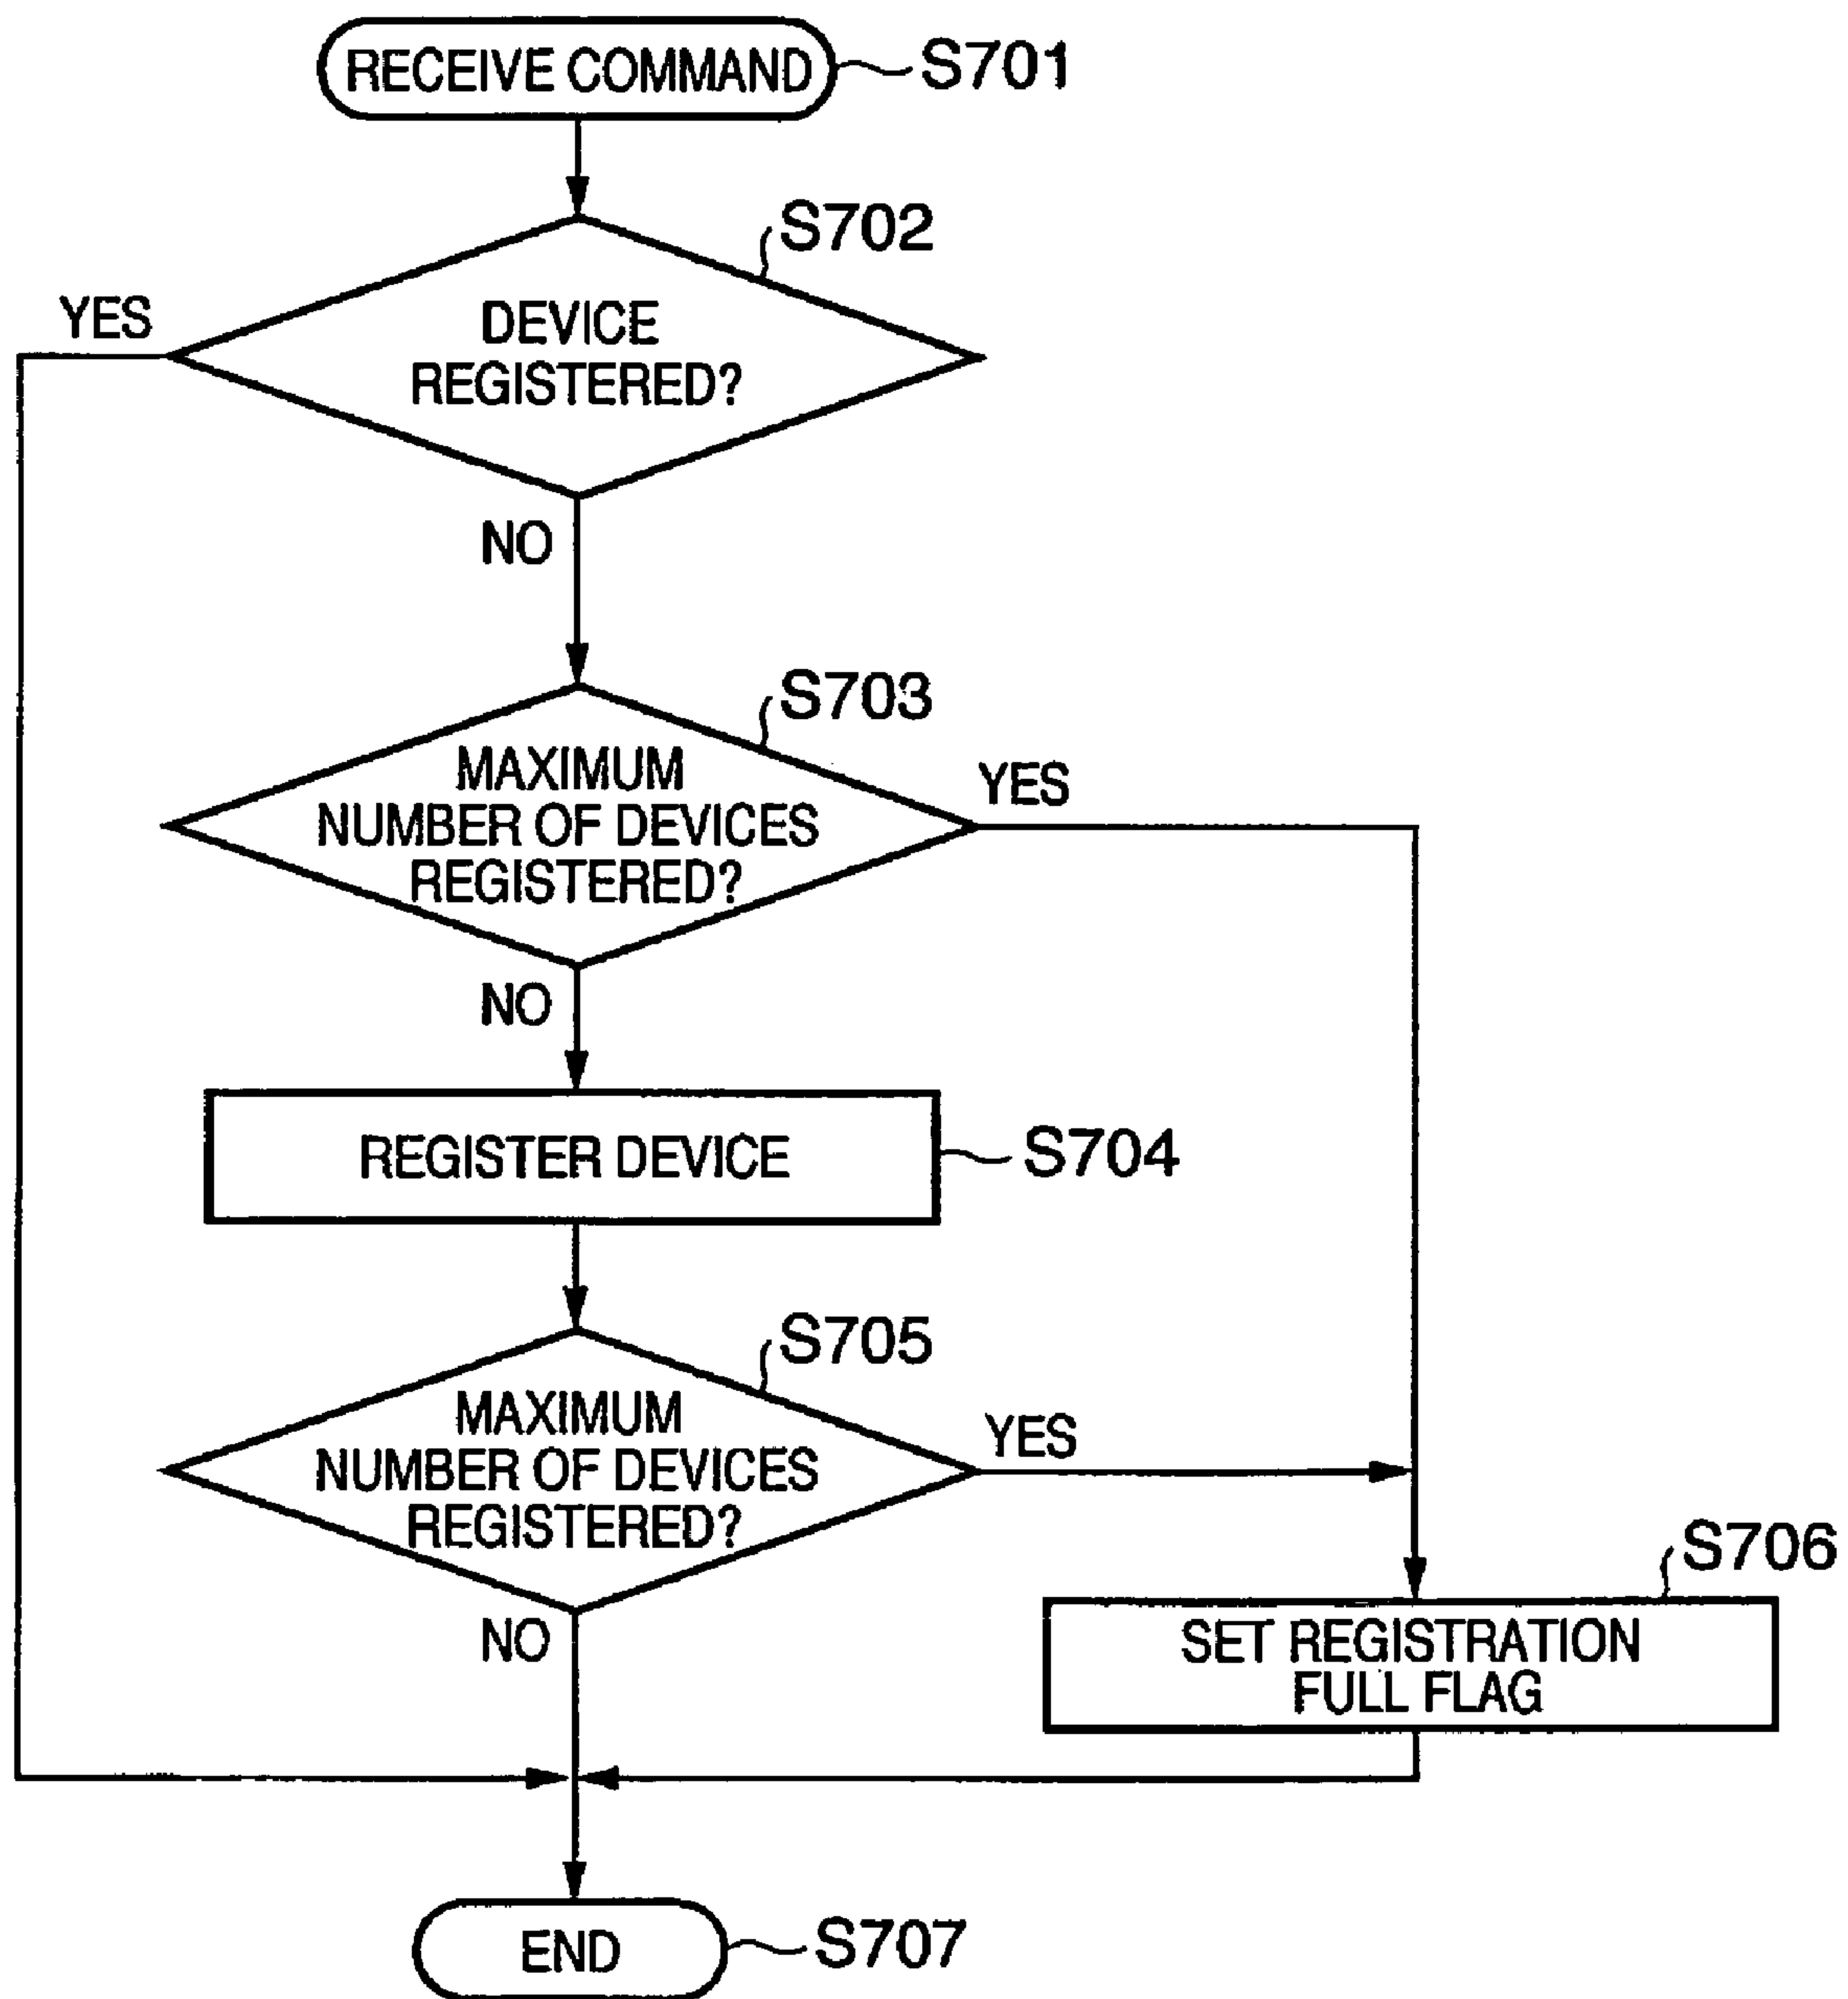 RECEIVE COMMAND
S701
S702
YES
DEVICE
REGISTERED?
NO
S703
MAXIMUM
NUMBER OF DEVICES
REGISTERED?
YES
NO
REGISTER DEVICE
S704
S705
MAXIMUM
NUMBER OF DEVICES
REGISTERED?
YES
NO
S706
SET REGISTRATION
FULL FLAG
END
S707